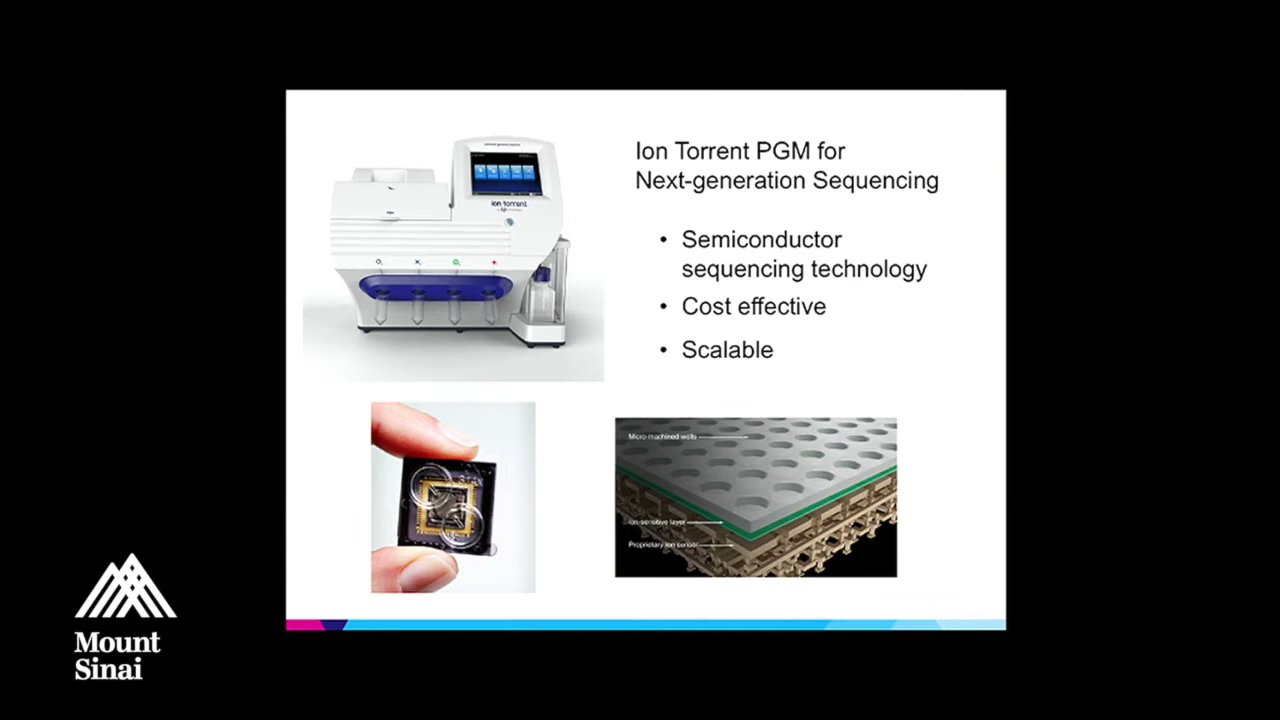 Ion Torrent PGM for
Next-generation Sequencing
• Semiconductor
sequencing technology
• Cost effective
• Scalable
ion torrent
Micro machined wells
Ion-sensitive layer
Proprietary Ion sensor
Mount
Sinai